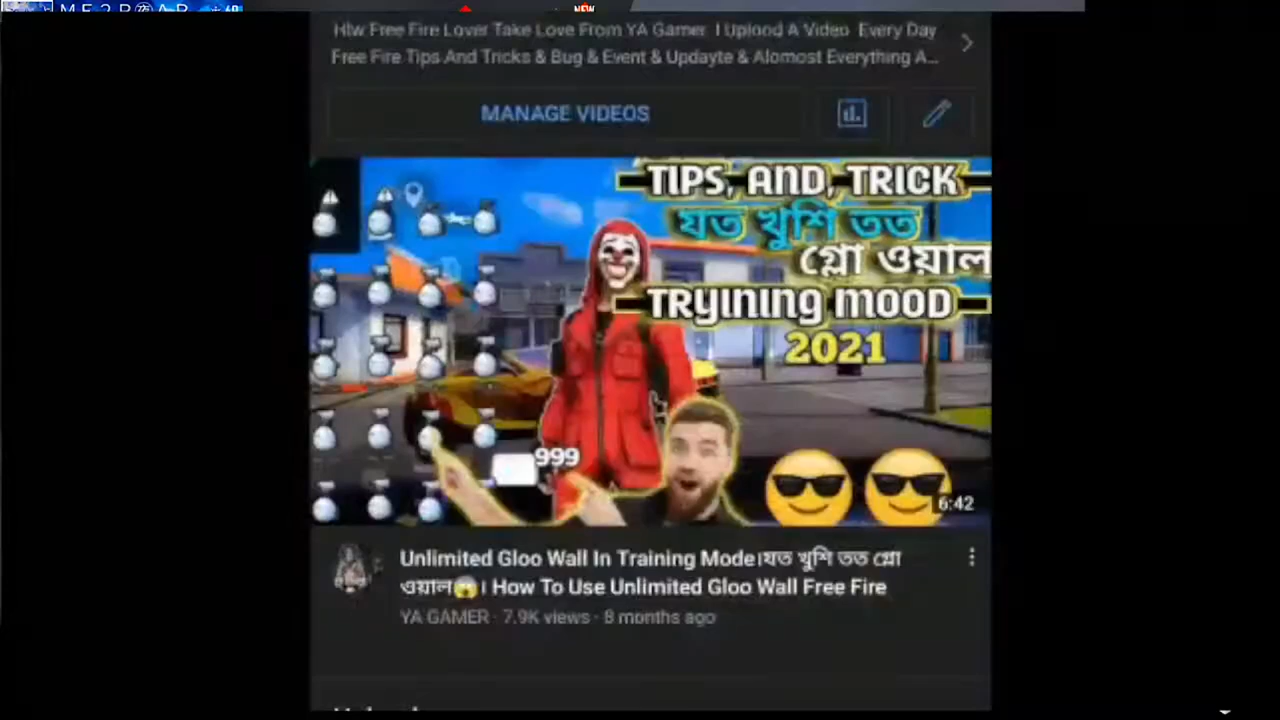 NEW
Hlw Free Fire Lover Take Love From YA Gamer I Uplood A Video Every Day
Free Fire Tips And Tricks & Bug & Event & Updayte & Alomost Everything A...
MANAGE VIDEOS
TIPS, AND, TRICK
যত খুশি তত
গ্লো ওয়াল
TRYINING MOOD
2021
999
6:42
Unlimited Gloo Wall In Training Mode।যত খুশি তত গ্লো
ওয়াল😱। How To Use Unlimited Gloo Wall Free Fire
YA GAMER · 7.9K views · 8 months ago